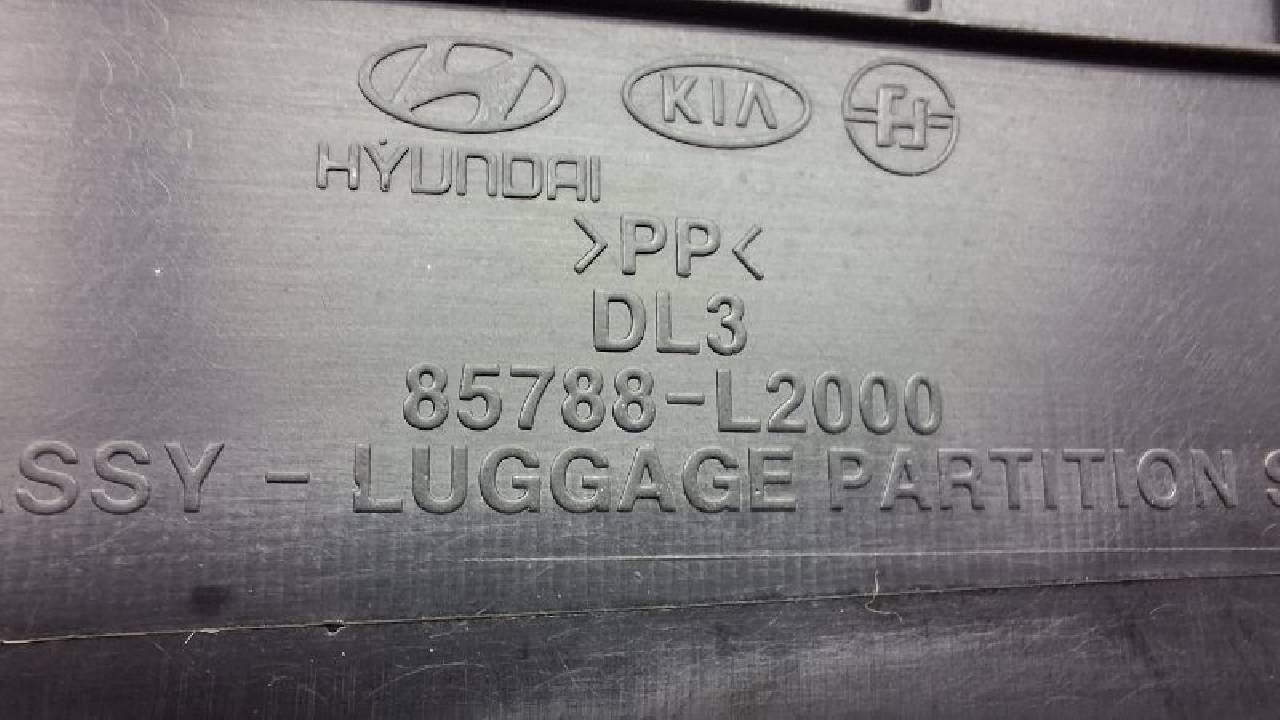 KIA
HYUNDAI
>PP<
DL3
85788-L2000
ASSY - LUGGAGE PARTITION S